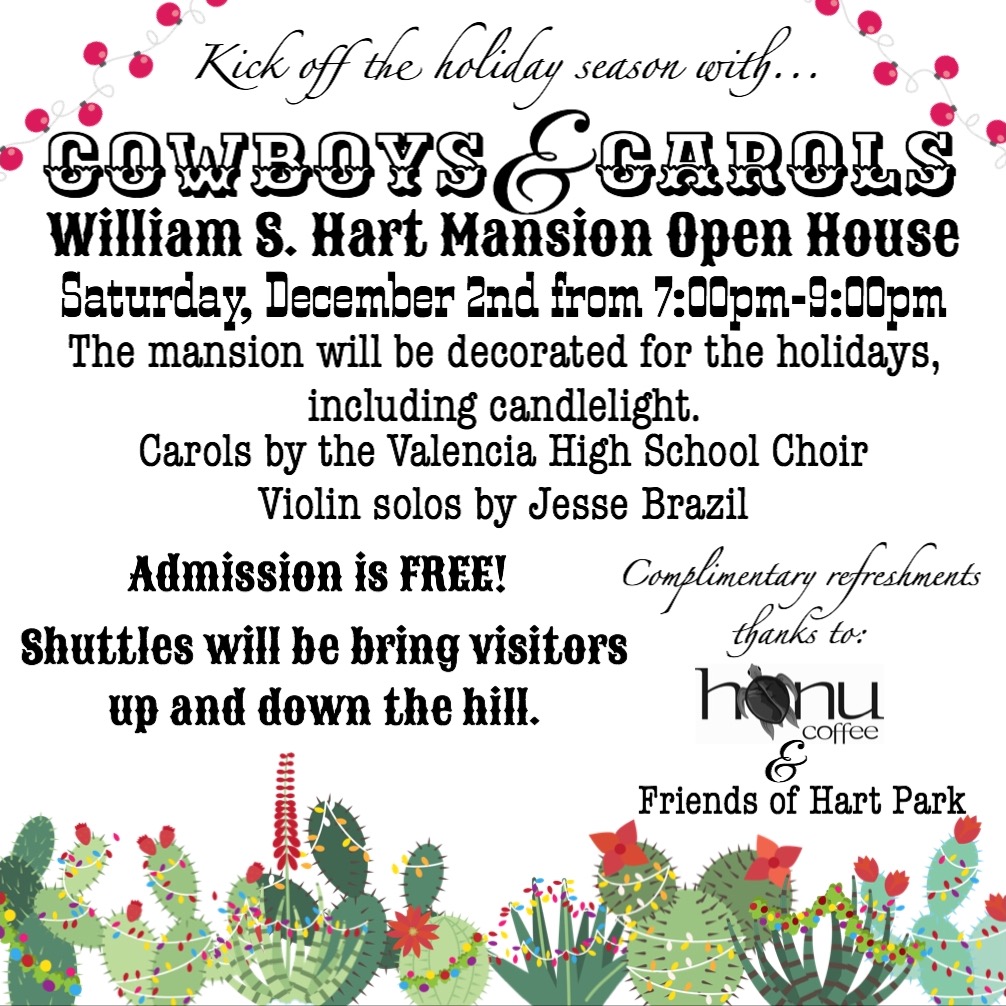 Kick off the holiday season with...
COWBOYS & CAROLS
William S. Hart Mansion Open House
Saturday, December 2nd from 7:00pm-9:00pm
The mansion will be decorated for the holidays,
including candlelight.
Carols by the Valencia High School Choir
Violin solos by Jesse Brazil
Admission is FREE!
Shuttles will be bring visitors
up and down the hill.
Complimentary refreshments
thanks to:
honu
coffee
&
Friends of Hart Park